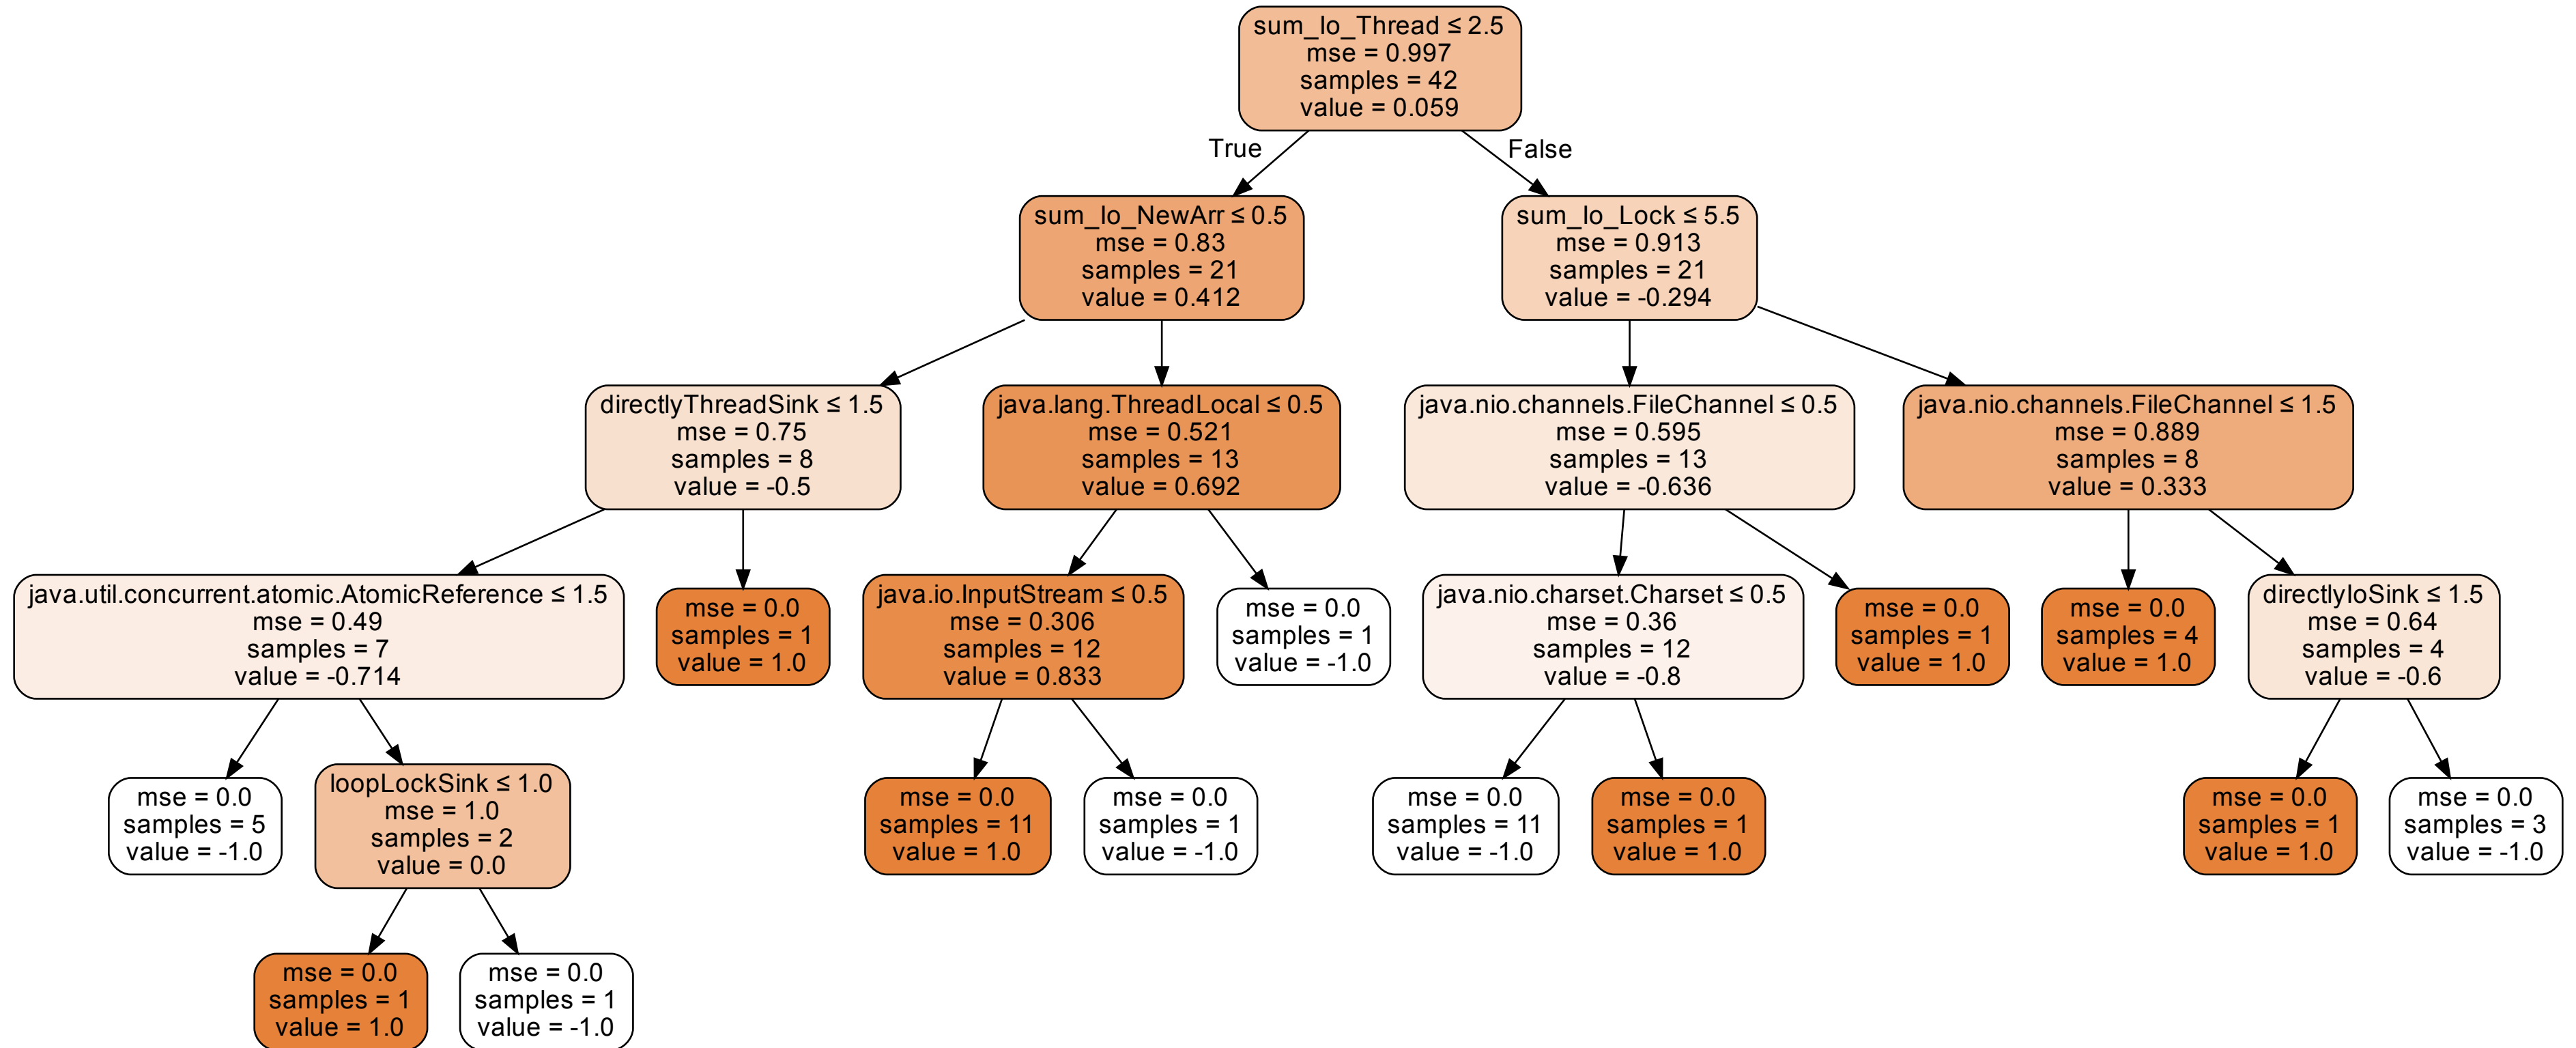 sum_Io_Thread ≤ 2.5
mse = 0.997
samples = 42
value = 0.059
True
False
sum_Io_NewArr ≤ 0.5
mse = 0.83
samples = 21
value = 0.412
sum_Io_Lock ≤ 5.5
mse = 0.913
samples = 21
value = -0.294
directlyThreadSink ≤ 1.5
mse = 0.75
samples = 8
value = -0.5
java.lang.ThreadLocal ≤ 0.5
mse = 0.521
samples = 13
value = 0.692
java.nio.channels.FileChannel ≤ 0.5
mse = 0.595
samples = 13
value = -0.636
java.nio.channels.FileChannel ≤ 1.5
mse = 0.889
samples = 8
value = 0.333
java.util.concurrent.atomic.AtomicReference ≤ 1.5
mse = 0.49
samples = 7
value = -0.714
mse = 0.0
samples = 1
value = 1.0
java.io.InputStream ≤ 0.5
mse = 0.306
samples = 12
value = 0.833
mse = 0.0
samples = 1
value = -1.0
java.nio.charset.Charset ≤ 0.5
mse = 0.36
samples = 12
value = -0.8
mse = 0.0
samples = 1
value = 1.0
mse = 0.0
samples = 4
value = 1.0
directlyIoSink ≤ 1.5
mse = 0.64
samples = 4
value = -0.6
mse = 0.0
samples = 5
value = -1.0
loopLockSink ≤ 1.0
mse = 1.0
samples = 2
value = 0.0
mse = 0.0
samples = 11
value = 1.0
mse = 0.0
samples = 1
value = -1.0
mse = 0.0
samples = 11
value = -1.0
mse = 0.0
samples = 1
value = 1.0
mse = 0.0
samples = 1
value = 1.0
mse = 0.0
samples = 3
value = -1.0
mse = 0.0
samples = 1
value = 1.0
mse = 0.0
samples = 1
value = -1.0